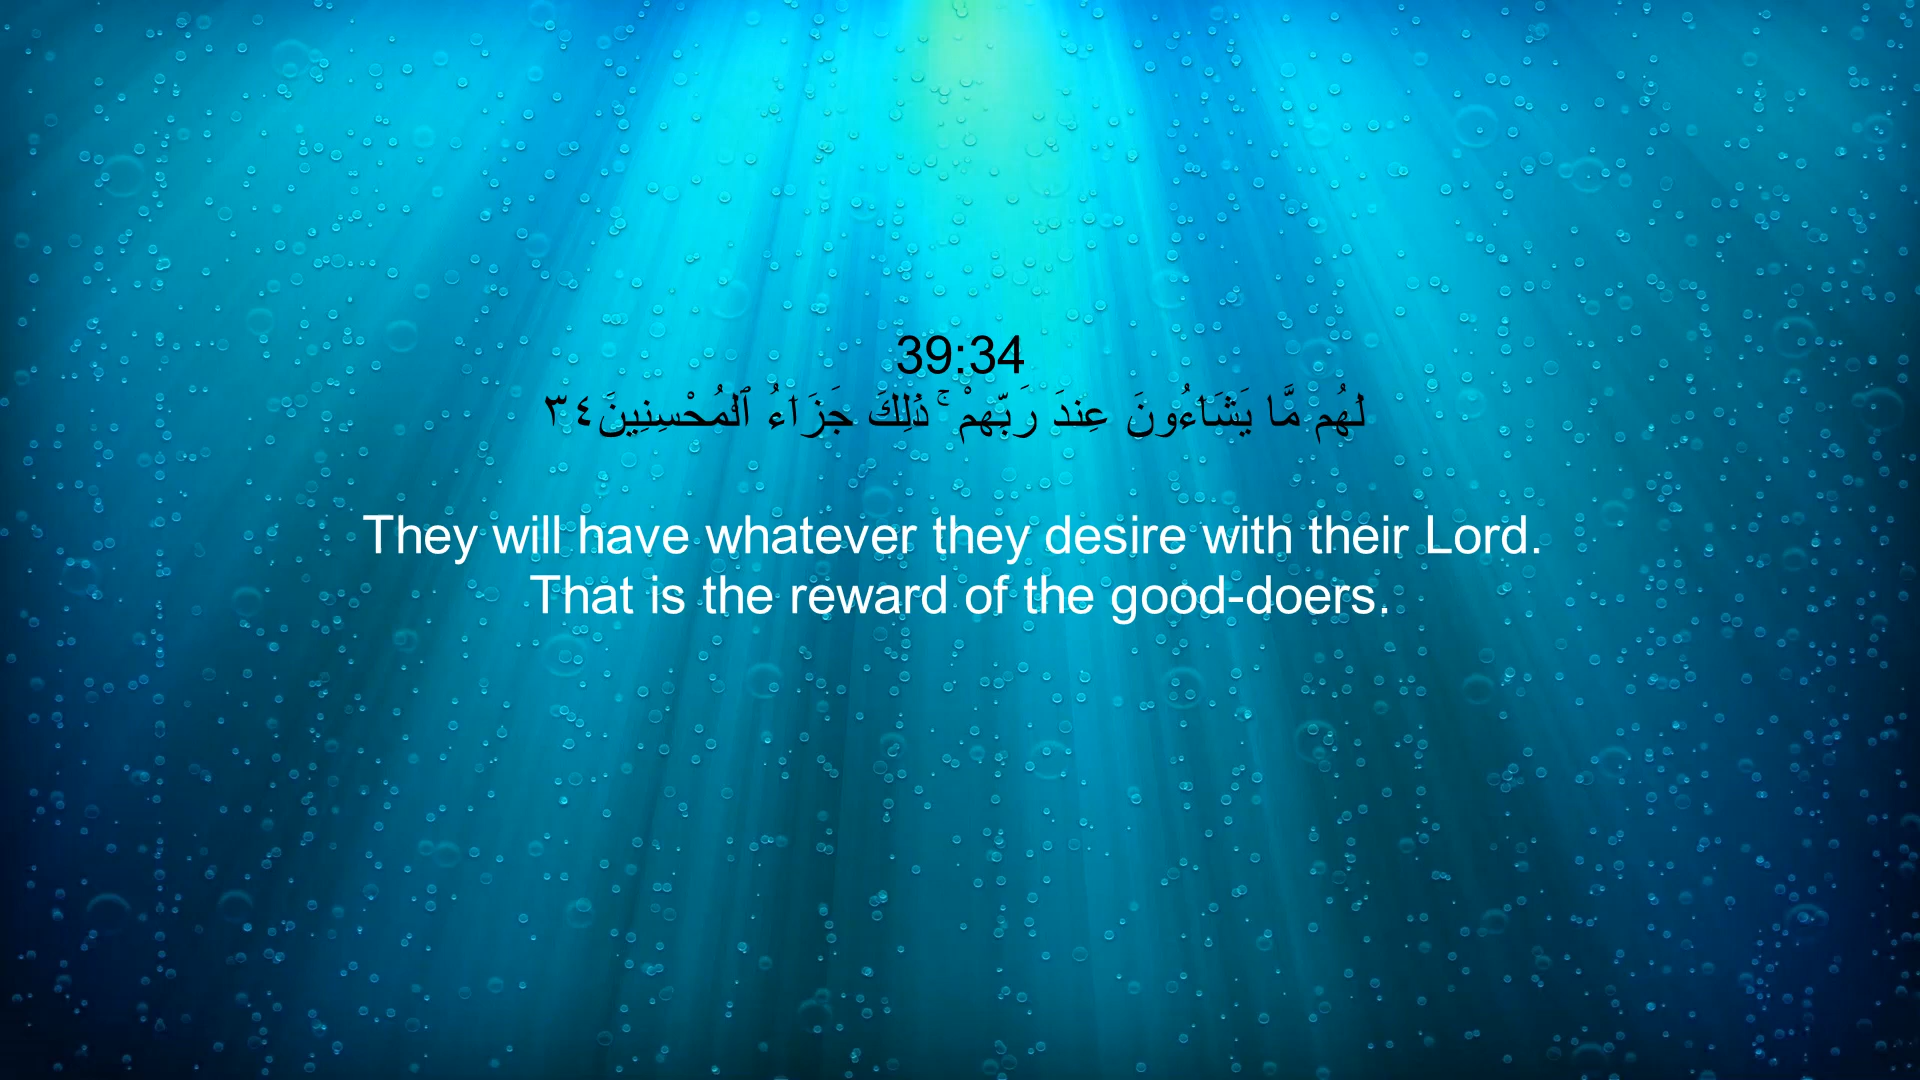 39:34
لَهُم مَّا يَشَآءُونَ عِندَ رَبِّهِمْ ۚ ذَٰلِكَ جَزَآءُ ٱلْمُحْسِنِينَ٣٤
They will have whatever they desire with their Lord.
That is the reward of the good-doers.